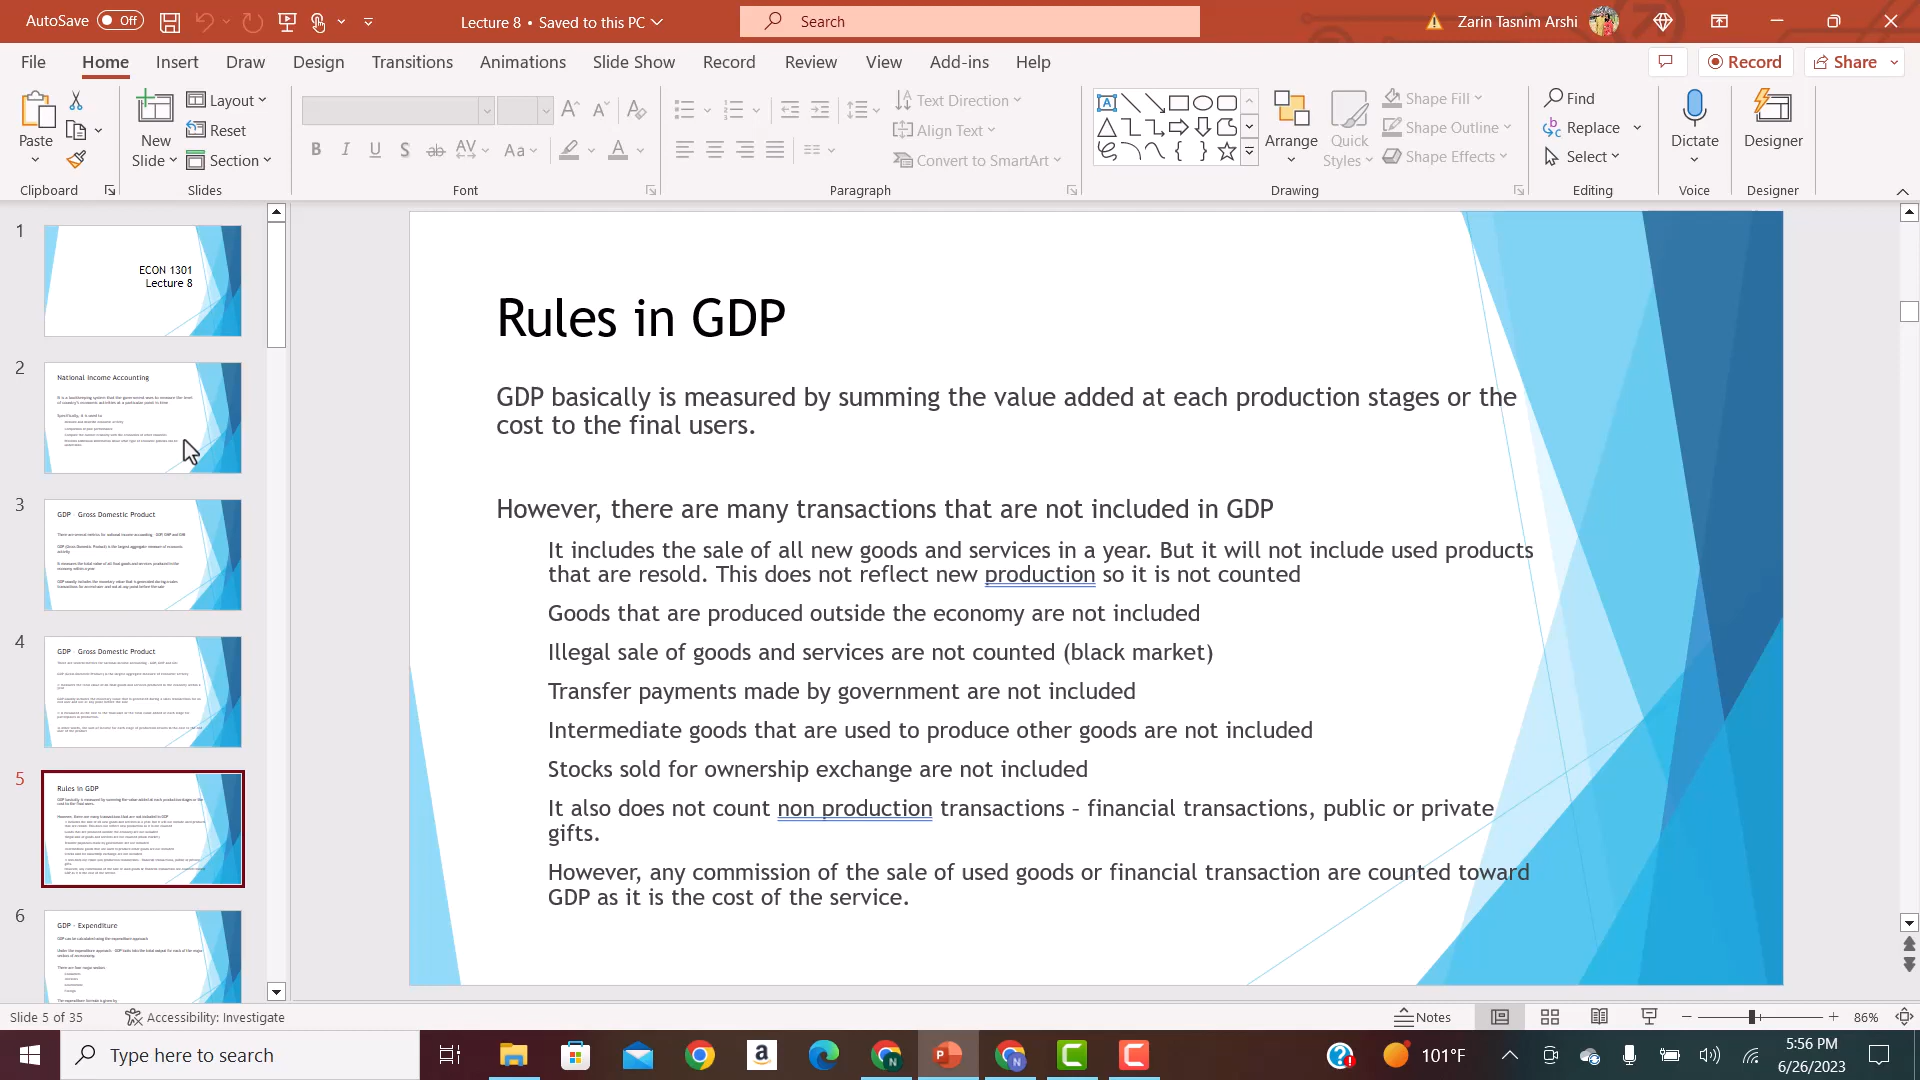 AutoSave Off
Lecture 8 • Saved to this PC
Search
Zarin Tasnim Arshi
File Home Insert Draw Design Transitions Animations Slide Show Record Review View Add-ins Help
Record
Share
Paste
New
Slide
Layout
Reset
Section
B I U S ab AV Aa A
Text Direction
Align Text
Convert to SmartArt
Arrange
Quick
Styles
Shape Fill
Shape Outline
Shape Effects
Find
Replace
Select
Dictate
Designer
Clipboard Slides Font Paragraph Drawing Editing Voice Designer
1
ECON 1301
Lecture 8
2
National Income Accounting
3
GDP - Gross Domestic Product
4
GDP - Gross Domestic Product
5
Rules in GDP
6
GDP - Expenditure
Rules in GDP
GDP basically is measured by summing the value added at each production stages or the
cost to the final users.
However, there are many transactions that are not included in GDP
It includes the sale of all new goods and services in a year. But it will not include used products
that are resold. This does not reflect new production so it is not counted
Goods that are produced outside the economy are not included
Illegal sale of goods and services are not counted (black market)
Transfer payments made by government are not included
Intermediate goods that are used to produce other goods are not included
Stocks sold for ownership exchange are not included
It also does not count non production transactions – financial transactions, public or private
gifts.
However, any commission of the sale of used goods or financial transaction are counted toward
GDP as it is the cost of the service.
Slide 5 of 35
Accessibility: Investigate
Notes
86%
Type here to search
101°F
5:56 PM
6/26/2023